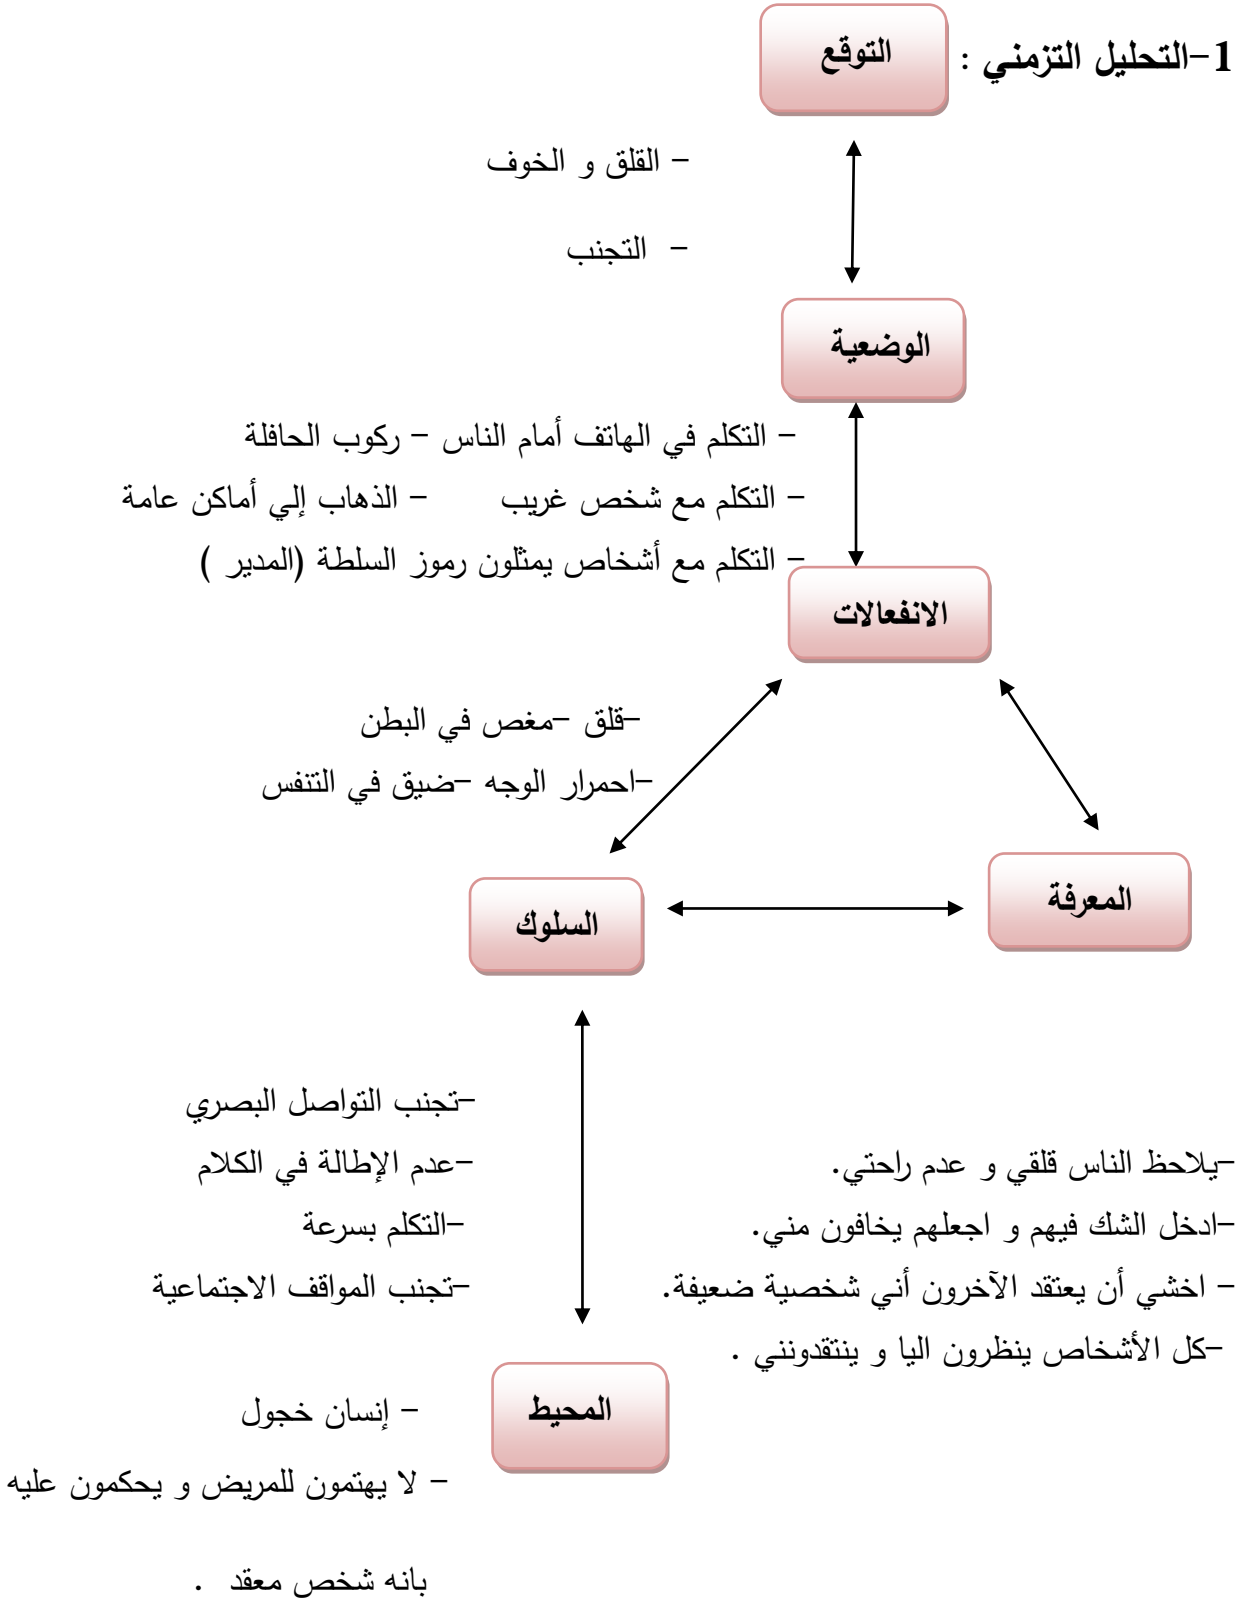 1-التحليل التزمني :
التوقع
- القلق و الخوف
- التجنب
الوضعية
- التكلم في الهاتف أمام الناس - ركوب الحافلة
- التكلم مع شخص غريب - الذهاب إلي أماكن عامة
- التكلم مع أشخاص يمثلون رموز السلطة (المدير )
الانفعالات
-قلق -مغص في البطن
-احمرار الوجه -ضيق في التنفس
المعرفة
السلوك
-تجنب التواصل البصري
-عدم الإطالة في الكلام
-التكلم بسرعة
-تجنب المواقف الاجتماعية
-يلاحظ الناس قلقي و عدم راحتي.
-ادخل الشك فيهم و اجعلهم يخافون مني.
- اخشي أن يعتقد الآخرون أني شخصية ضعيفة.
-كل الأشخاص ينظرون اليا و ينتقدونني .
المحيط
- إنسان خجول
- لا يهتمون للمريض و يحكمون عليه
بانه شخص معقد .